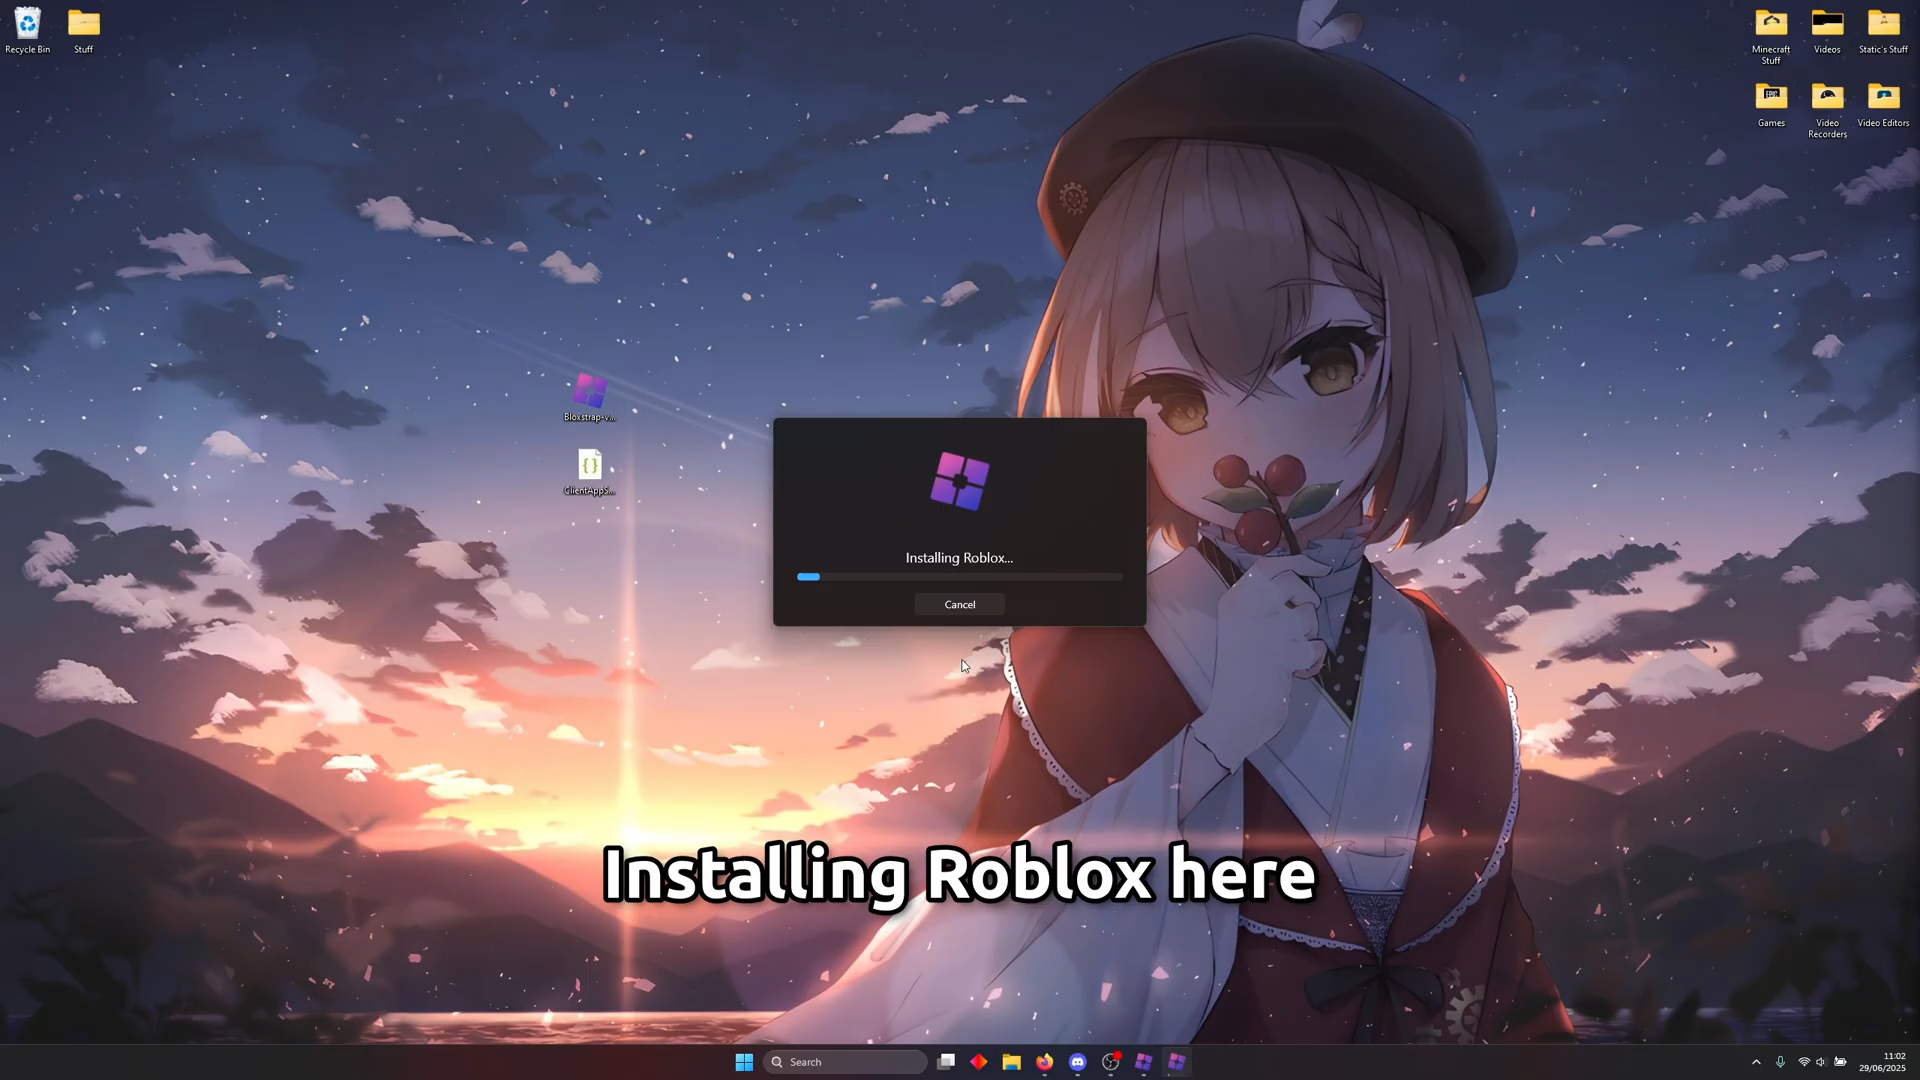 Recycle Bin
Stuff
Minecraft
Stuff
Videos
Static's Stuff
EPIC
Games
Video
Recorders
Video Editors
Bloxstrap-v...
ClientAppS...
Installing Roblox...
Cancel
Installing Roblox here
Search
11:02
29/06/2025